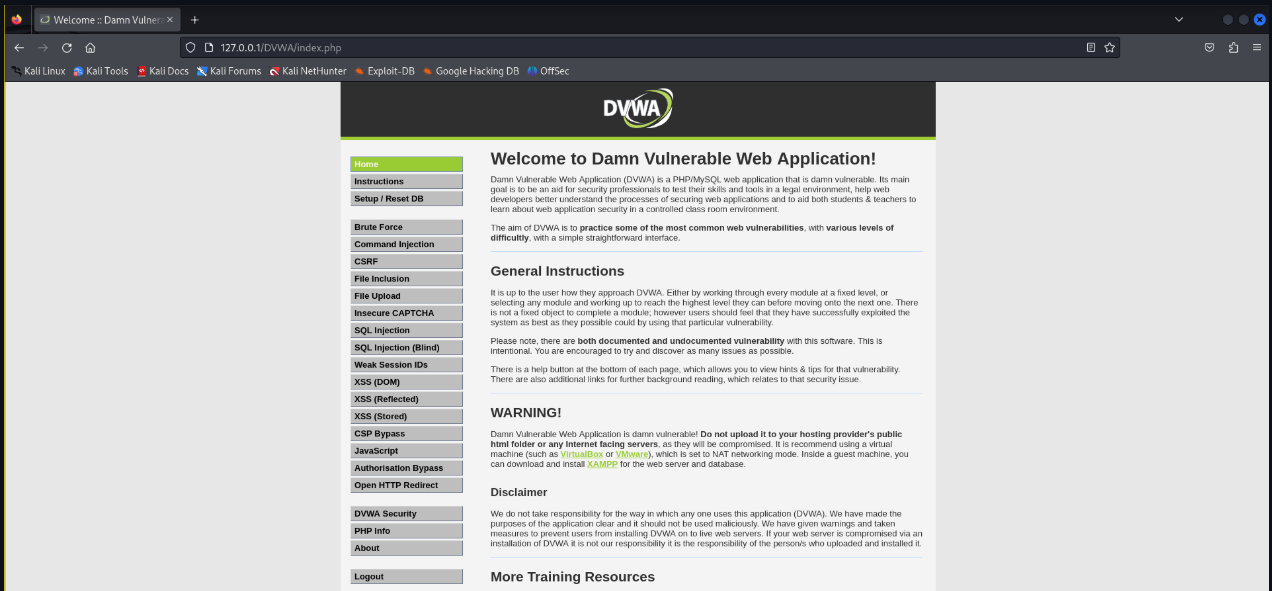 Welcome :: Damn Vulnera
127.0.0.1/DVWA/index.php
Kali Linux Kali Tools Kali Docs Kali Forums Kali NetHunter Exploit-DB Google Hacking DB OffSec
DVWA
Home
Instructions
Setup / Reset DB
Brute Force
Command Injection
CSRF
File Inclusion
File Upload
Insecure CAPTCHA
SQL Injection
SQL Injection (Blind)
Weak Session IDs
XSS (DOM)
XSS (Reflected)
XSS (Stored)
CSP Bypass
JavaScript
Authorisation Bypass
Open HTTP Redirect
DVWA Security
PHP Info
About
Logout
Welcome to Damn Vulnerable Web Application!
Damn Vulnerable Web Application (DVWA) is a PHP/MySQL web application that is damn vulnerable. Its main
goal is to be an aid for security professionals to test their skills and tools in a legal environment, help web
developers better understand the processes of securing web applications and to aid both students & teachers to
learn about web application security in a controlled class room environment.
The aim of DVWA is to practice some of the most common web vulnerabilities, with various levels of
difficultly, with a simple straightforward interface.
General Instructions
It is up to the user how they approach DVWA. Either by working through every module at a fixed level, or
selecting any module and working up to reach the highest level they can before moving onto the next one. There
is not a fixed object to complete a module; however users should feel that they have successfully exploited the
system as best as they possible could by using that particular vulnerability.
Please note, there are both documented and undocumented vulnerability with this software. This is
intentional. You are encouraged to try and discover as many issues as possible.
There is a help button at the bottom of each page, which allows you to view hints & tips for that vulnerability.
There are also additional links for further background reading, which relates to that security issue.
WARNING!
Damn Vulnerable Web Application is damn vulnerable! Do not upload it to your hosting provider's public
html folder or any Internet facing servers, as they will be compromised. It is recommend using a virtual
machine (such as VirtualBox or VMware), which is set to NAT networking mode. Inside a guest machine, you
can download and install XAMPP for the web server and database.
Disclaimer
We do not take responsibility for the way in which any one uses this application (DVWA). We have made the
purposes of the application clear and it should not be used maliciously. We have given warnings and taken
measures to prevent users from installing DVWA on to live web servers. If your web server is compromised via an
installation of DVWA it is not our responsibility it is the responsibility of the person/s who uploaded and installed it.
More Training Resources